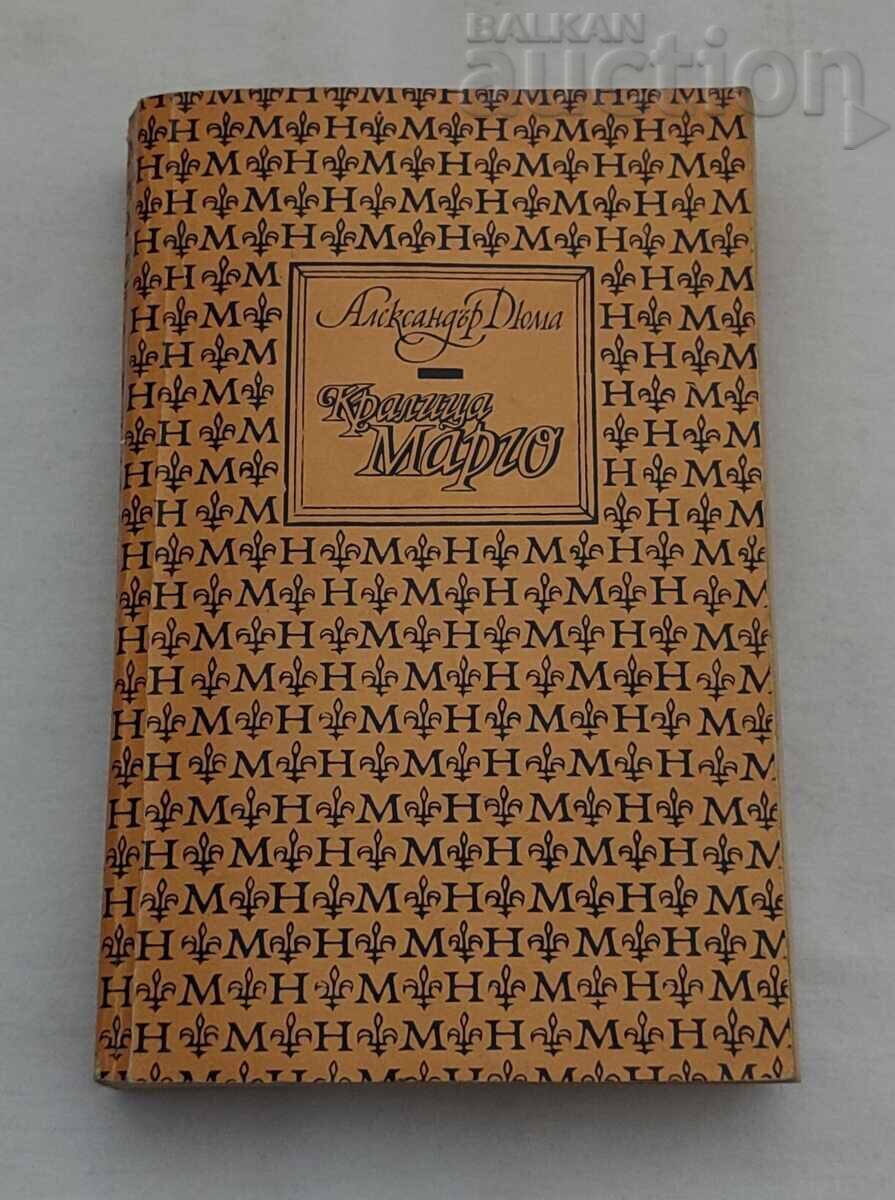 BALKAN
auction
Александър Дюма
Кралица
Марго